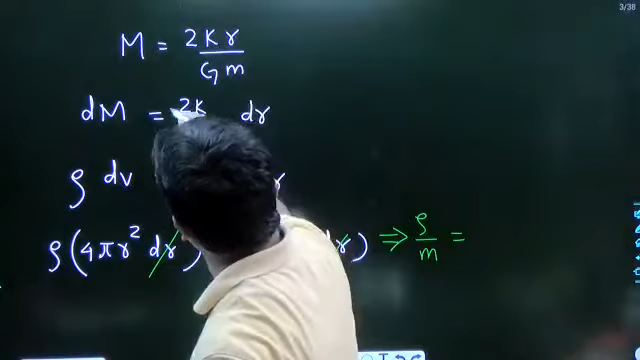 3/38
M = 2Kr/Gm
dM = 2K dr
ρ dv
ρ(4πr² dr) r) ⇒ ρ/m =